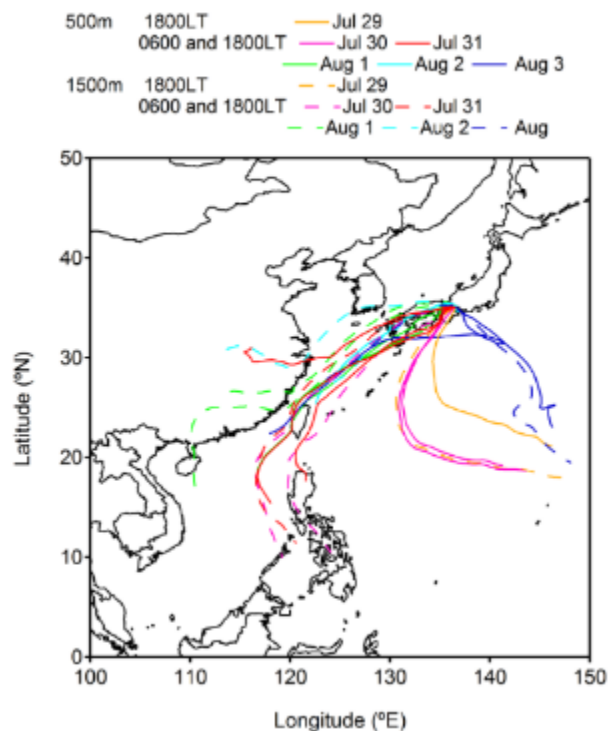 500m 1800LT Jul 29
0600 and 1800LT Jul 30 Jul 31
Aug 1 Aug 2 Aug 3
1500m 1800LT Jul 29
0600 and 1800LT Jul 30 Jul 31
Aug 1 Aug 2 Aug
50
40
30
20
10
0
Latitude (ºN)
100 110 120 130 140 150
Longitude (ºE)